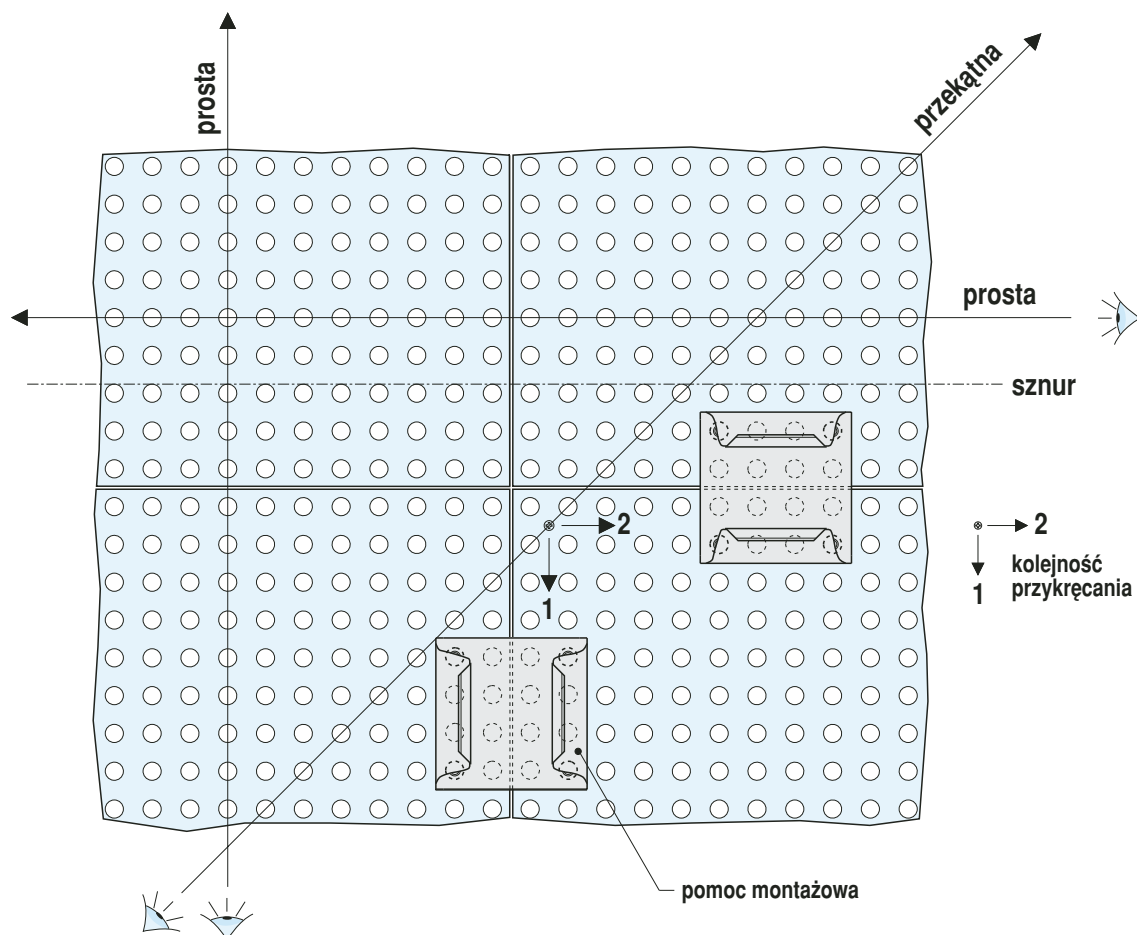 prosta
przekątna
prosta
sznur
2
1
2
1
kolejność
przykręcania
pomoc montażowa